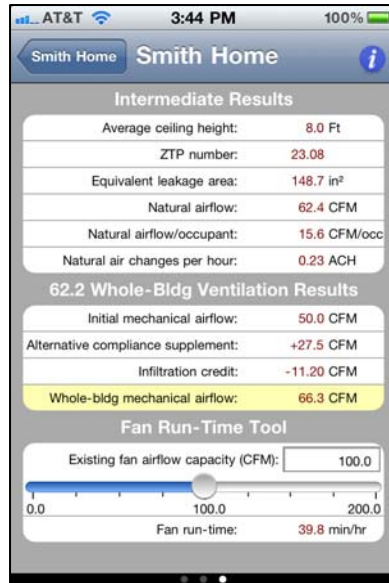 AT&T 3:44 PM 100%
Smith Home Smith Home i
Intermediate Results
Average ceiling height: 8.0 Ft
ZTP number: 23.08
Equivalent leakage area: 148.7 in²
Natural airflow: 62.4 CFM
Natural airflow/occupant: 15.6 CFM/occ
Natural air changes per hour: 0.23 ACH
62.2 Whole-Bldg Ventilation Results
Initial mechanical airflow: 50.0 CFM
Alternative compliance supplement: +27.5 CFM
Infiltration credit: -11.20 CFM
Whole-bldg mechanical airflow: 66.3 CFM
Fan Run-Time Tool
Existing fan airflow capacity (CFM): 100.0
0.0 100.0 200.0
Fan run-time: 39.8 min/hr